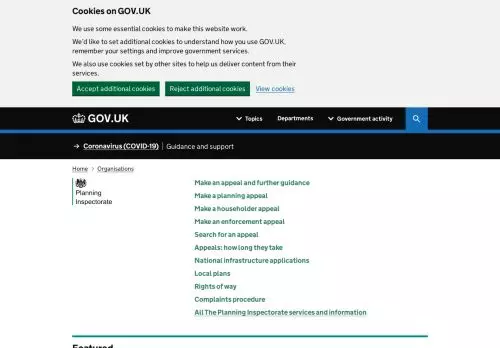 Cookies on GOV.UK
We use some essential cookies to make this website work.
We'd like to set additional cookies to understand how you use GOV.UK,
remember your settings and improve government services.
We also use cookies set by other sites to help us deliver content from their
services.
Accept additional cookies Reject additional cookies View cookies
GOV.UK Topics Departments Government activity
→ Coronavirus (COVID-19) Guidance and support
Home > Organisations
Planning
Inspectorate
Make an appeal and further guidance
Make a planning appeal
Make a householder appeal
Make an enforcement appeal
Search for an appeal
Appeals: how long they take
National infrastructure applications
Local plans
Rights of way
Complaints procedure
All The Planning Inspectorate services and information
Featured